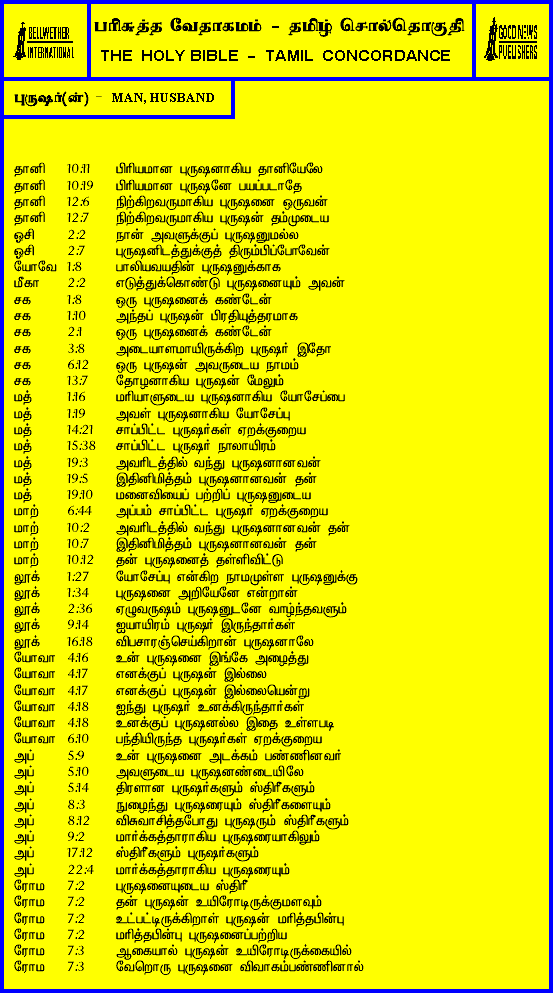 BELLWETHER
INTERNATIONAL
பரிசுத்த வேதாகமம் - தமிழ் சொல்தொகுதி
THE HOLY BIBLE - TAMIL CONCORDANCE
GOOD NEWS
PUBLISHERS
புருஷர்(ன்) - MAN, HUSBAND
தானி 10:11 பிரியமான புருஷனாகிய தானியேலே
தானி 10:19 பிரியமான புருஷனே பயப்படாதே
தானி 12:6 நிற்கிறவருமாகிய புருஷனை ஒருவன்
தானி 12:7 நிற்கிறவருமாகிய புருஷன் தம்முடைய
ஓசி 2:2 நான் அவளுக்குப் புருஷனுமல்ல
ஓசி 2:7 புருஷனிடத்துக்குத் திரும்பிப்போவேன்
யோவே 1:8 பாலியவயதின் புருஷனுக்காக
மீகா 2:2 எடுத்துக்கொண்டு புருஷனையும் அவன்
சக 1:8 ஒரு புருஷனைக் கண்டேன்
சக 1:10 அந்தப் புருஷன் பிரதியுத்தரமாக
சக 2:1 ஒரு புருஷனைக் கண்டேன்
சக 3:8 அடையாளமாயிருக்கிற புருஷர் இதோ
சக 6:12 ஒரு புருஷன் அவருடைய நாமம்
சக 13:7 தோழனாகிய புருஷன் மேலும்
மத் 1:16 மரியாளுடைய புருஷனாகிய யோசேப்பை
மத் 1:19 அவள் புருஷனாகிய யோசேப்பு
மத் 14:21 சாப்பிட்ட புருஷர்கள் ஏறக்குறைய
மத் 15:38 சாப்பிட்ட புருஷர் நாலாயிரம்
மத் 19:3 அவரிடத்தில் வந்து புருஷனானவன்
மத் 19:5 இதினிமித்தம் புருஷனானவன் தன்
மத் 19:10 மனைவியைப் பற்றிப் புருஷனுடைய
மாற் 6:44 அப்பம் சாப்பிட்ட புருஷர் ஏறக்குறைய
மாற் 10:2 அவரிடத்தில் வந்து புருஷனானவன் தன்
மாற் 10:7 இதினிமித்தம் புருஷனானவன் தன்
மாற் 10:12 தன் புருஷனைத் தள்ளிவிட்டு
லூக் 1:27 யோசேப்பு என்கிற நாமமுள்ள புருஷனுக்கு
லூக் 1:34 புருஷனை அறியேனே என்றான்
லூக் 2:36 ஏழுவருஷம் புருஷனுடனே வாழ்ந்தவளும்
லூக் 9:14 ஐயாயிரம் புருஷர் இருந்தார்கள்
லூக் 16:18 விபசாரஞ்செய்கிறான் புருஷனாலே
யோவா 4:16 உன் புருஷனை இங்கே அழைத்து
யோவா 4:17 எனக்குப் புருஷன் இல்லை
யோவா 4:17 எனக்குப் புருஷன் இல்லையென்று
யோவா 4:18 ஐந்து புருஷர் உனக்கிருந்தார்கள்
யோவா 4:18 உனக்குப் புருஷனல்ல இதை உள்ளபடி
யோவா 6:10 பந்தியிருந்த புருஷர்கள் ஏறக்குறைய
அப் 5:9 உன் புருஷனை அடக்கம் பண்ணினவர்
அப் 5:10 அவளுடைய புருஷனண்டையிலே
அப் 5:14 திரளான புருஷர்களும் ஸ்திரீகளும்
அப் 8:3 நுழைந்து புருஷரையும் ஸ்திரீகளையும்
அப் 8:12 விசுவாசித்தபோது புருஷரும் ஸ்திரீகளும்
அப் 9:2 மார்க்கத்தாராகிய புருஷரையாகிலும்
அப் 17:12 ஸ்திரீகளும் புருஷர்களும்
அப் 22:4 மார்க்கத்தாராகிய புருஷரையும்
ரோம 7:2 புருஷனையுடைய ஸ்திரீ
ரோம 7:2 தன் புருஷன் உயிரோடிருக்குமளவும்
ரோம 7:2 உட்பட்டிருக்கிறாள் புருஷன் மரித்தபின்பு
ரோம 7:2 மரித்தபின்பு புருஷனைப்பற்றிய
ரோம 7:3 ஆகையால் புருஷன் உயிரோடிருக்கையில்
ரோம 7:3 வேறொரு புருஷனை விவாகம்பண்ணினால்